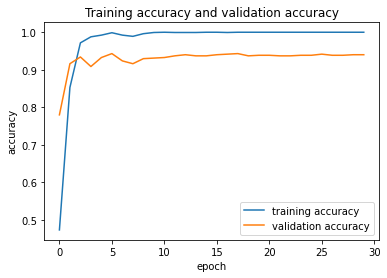 Training accuracy and validation accuracy
1.0
0.9
0.8
0.7
0.6
0.5
accuracy
training accuracy
validation accuracy
0 5 10 15 20 25 30
epoch